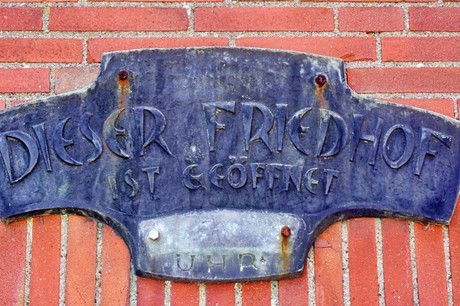 DIESER FRIEDHOF
IST GEÖFFNET
UHR